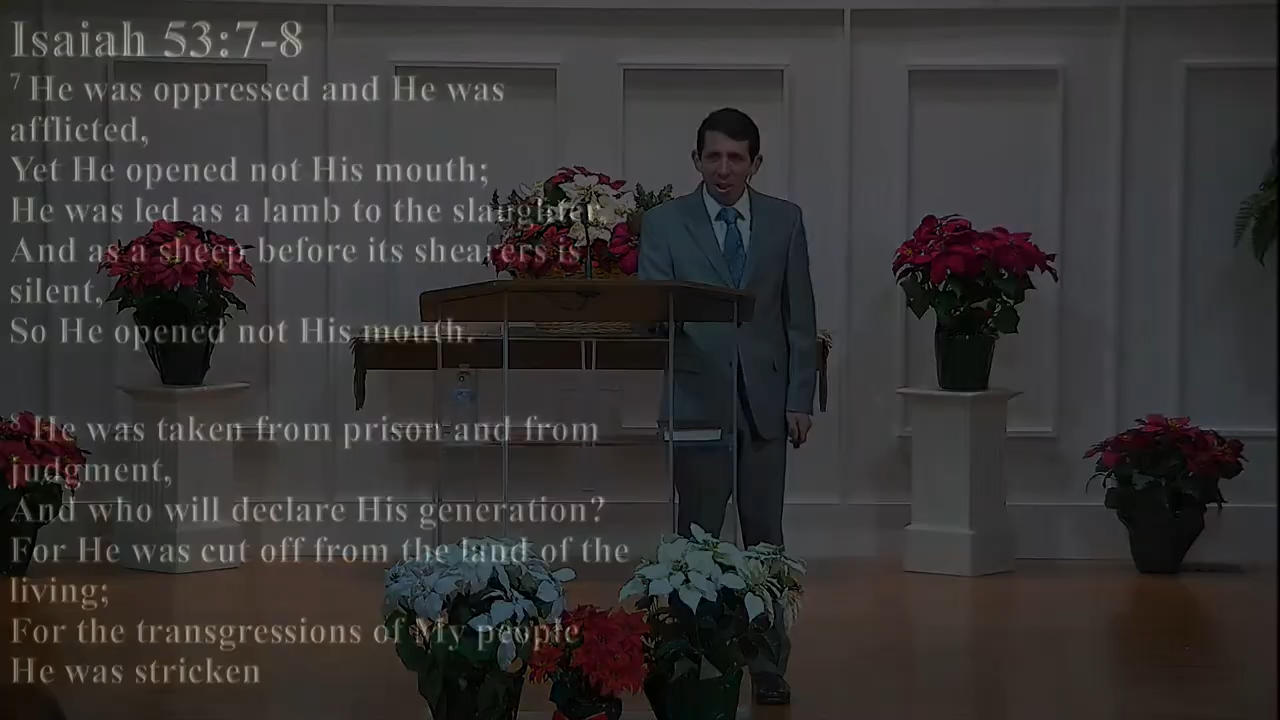 Isaiah 53:7-8
7 He was oppressed and He was
afflicted,
Yet He opened not His mouth;
He was led as a lamb to the slaughter
And as a sheep before its shearers is
silent,
So He opened not His mouth.
8 He was taken from prison and from
judgment,
And who will declare His generation?
For He was cut off from the land of the
living;
For the transgressions of My people
He was stricken